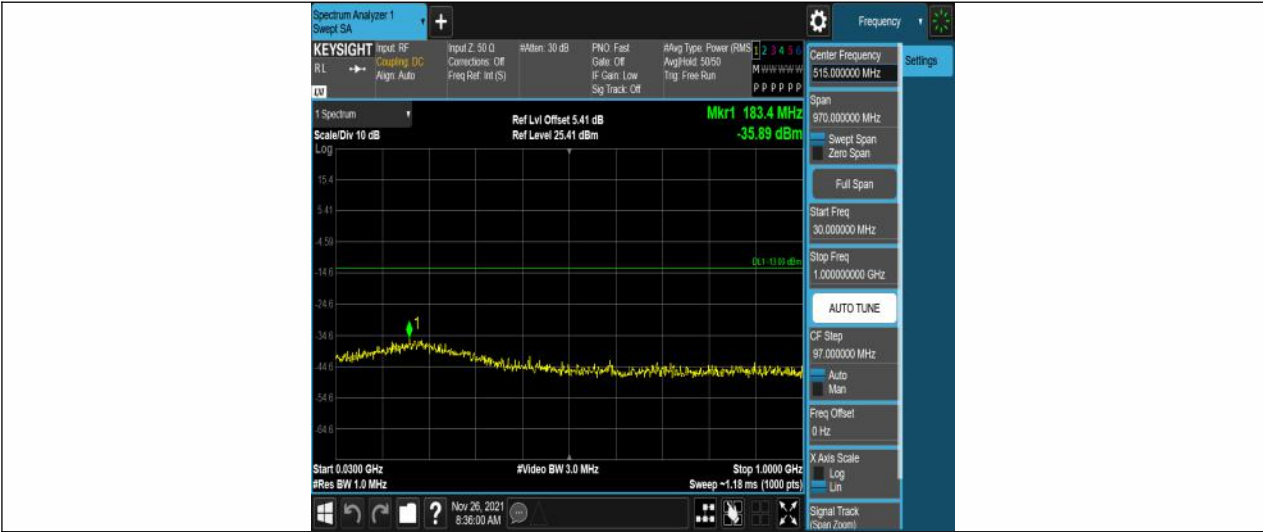 Spectrum Analyzer 1
Swept SA
+
Frequency
KEYSIGHT
Input: RF
Coupling: DC
Align: Auto
RL
LXI
Input Z: 50 Ω
Corrections: Off
Freq Ref: Int (S)
#Atten: 30 dB
PNO: Fast
Gate: Off
IF Gain: Low
Sig Track: Off
#Avg Type: Power (RMS
Avg|Hold: 50/50
Trig: Free Run
1 2 3 4 5 6
M W W W W W
P P P P P P
Center Frequency
515.000000 MHz
Settings
Span
970.000000 MHz
Swept Span
Zero Span
Full Span
Start Freq
30.000000 MHz
Stop Freq
1.000000000 GHz
AUTO TUNE
CF Step
97.000000 MHz
Auto
Man
Freq Offset
0 Hz
X Axis Scale
Log
Lin
Signal Track
(Span Zoom)
1 Spectrum
Scale/Div 10 dB
Log
Ref Lvl Offset 5.41 dB
Ref Level 25.41 dBm
Mkr1 183.4 MHz
-35.89 dBm
15.4
5.41
-4.59
DL1 -13.00 dBm
-14.6
-24.6
1
-34.6
-44.6
-54.6
-64.6
Start 0.0300 GHz
#Res BW 1.0 MHz
#Video BW 3.0 MHz
Stop 1.0000 GHz
Sweep ~1.18 ms (1000 pts)
?
Nov 26, 2021
8:36:00 AM